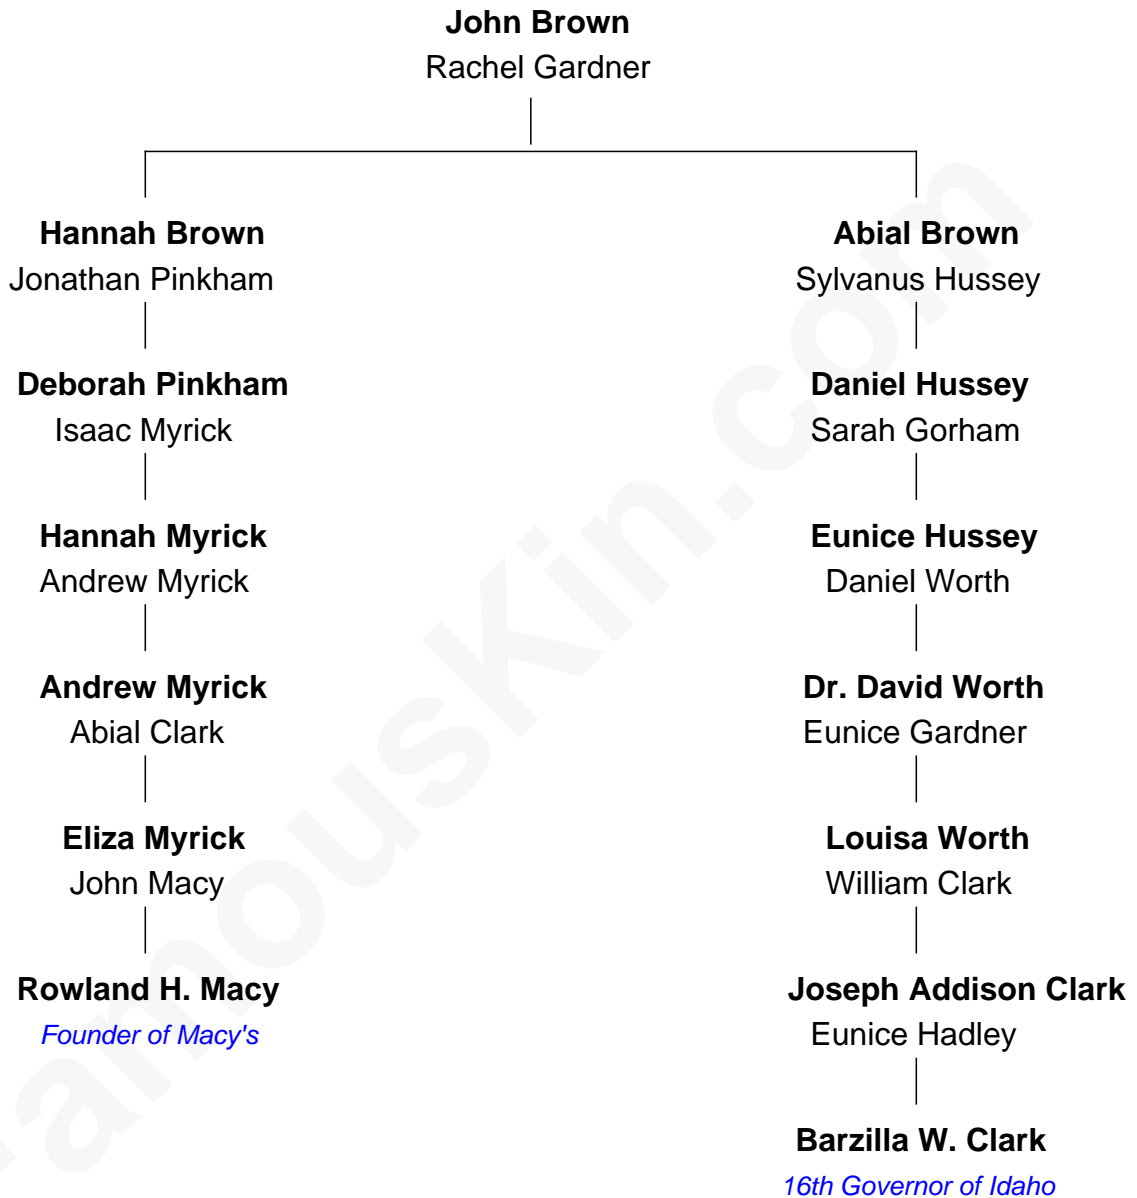 John Brown
Rachel Gardner
Hannah Brown
Jonathan Pinkham
Deborah Pinkham
Isaac Myrick
Hannah Myrick
Andrew Myrick
Andrew Myrick
Abial Clark
Eliza Myrick
John Macy
Rowland H. Macy
Founder of Macy's
Abial Brown
Sylvanus Hussey
Daniel Hussey
Sarah Gorham
Eunice Hussey
Daniel Worth
Dr. David Worth
Eunice Gardner
Louisa Worth
William Clark
Joseph Addison Clark
Eunice Hadley
Barzilla W. Clark
16th Governor of Idaho
FamousKin.com